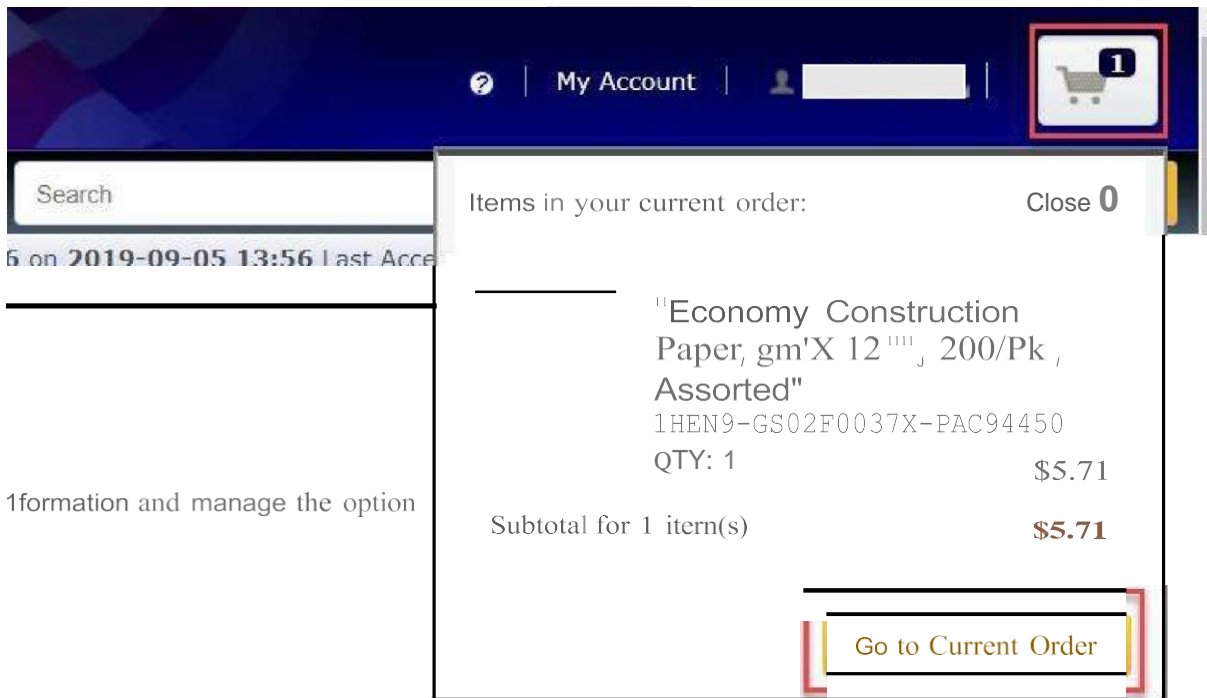 ? | My Account | 1
Search
6 on 2019-09-05 13:56 Last Acce
Items in your current order:
Close 0
"Economy Construction
Paper, gm'X 12 "", 200/Pk ,
Assorted"
1HEN9-GS02F0037X-PAC94450
QTY: 1
$5.71
1formation and manage the option
Subtotal for 1 itern(s)
$5.71
Go to Current Order